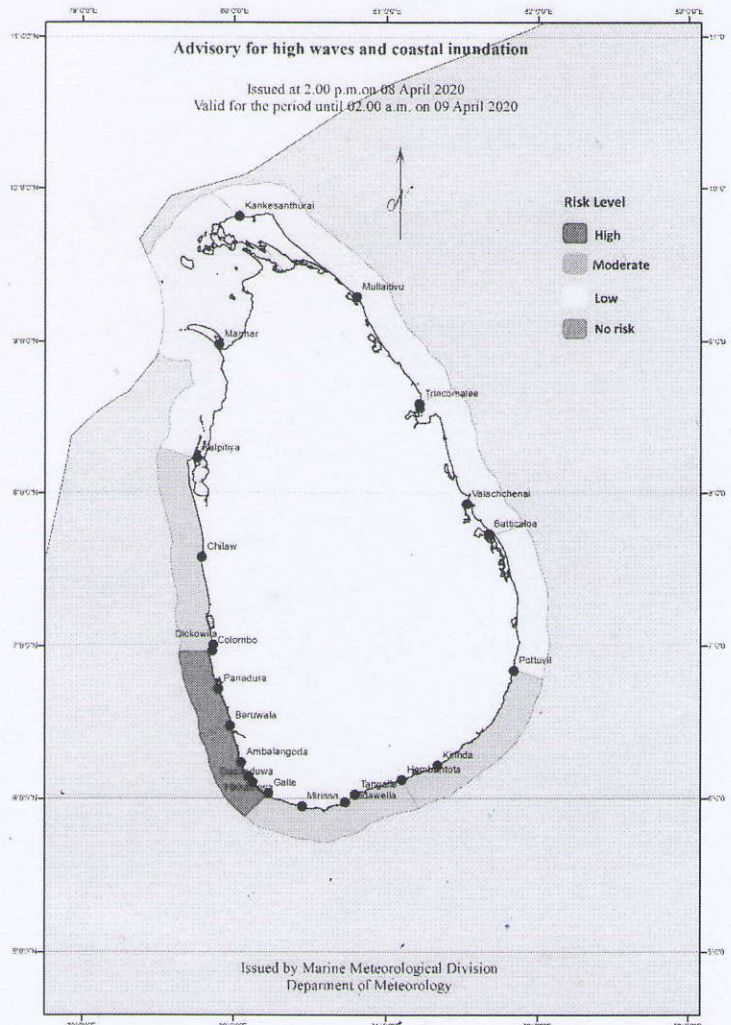 Advisory for high waves and coastal inundation
Issued at 2.00 p.m.on 08 April 2020
Valid for the period until 02.00 a.m. on 09 April 2020
N
Kankesanthurai
Risk Level
High
Moderate
Low
No risk
Mullaitivu
Mannar
Trincomalee
Kalpitiya
Valachchenai
Batticaloa
Chilaw
Dickowita
Colombo
Panadura
Pottuvil
Beruwala
Ambalangoda
Kirinda
Galle
Hambantota
Tangalle
Mirissa
Issued by Marine Meteorological Division
Deparment of Meteorology